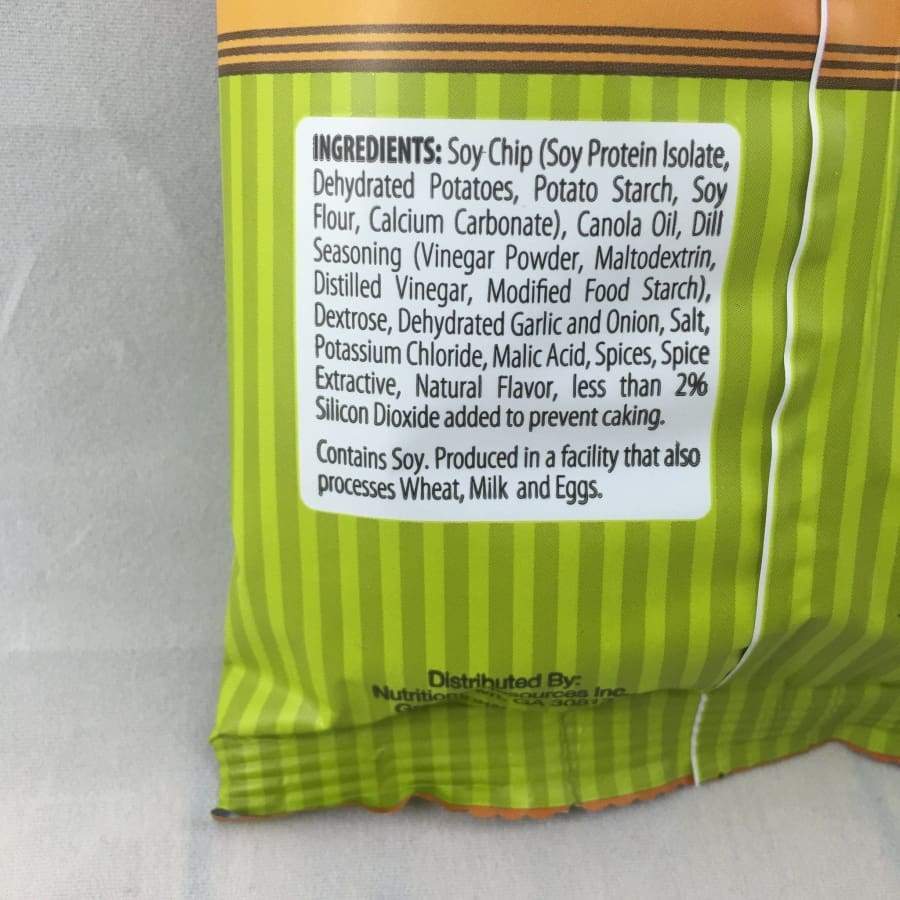 INGREDIENTS: Soy Chip (Soy Protein Isolate,
Dehydrated Potatoes, Potato Starch, Soy
Flour, Calcium Carbonate), Canola Oil, Dill
Seasoning (Vinegar Powder, Maltodextrin,
Distilled Vinegar, Modified Food Starch),
Dextrose, Dehydrated Garlic and Onion, Salt,
Potassium Chloride, Malic Acid, Spices, Spice
Extractive, Natural Flavor, less than 2%
Silicon Dioxide added to prevent caking.
Contains Soy. Produced in a facility that also
processes Wheat, Milk and Eggs.
Distributed By:
Inc.
GA